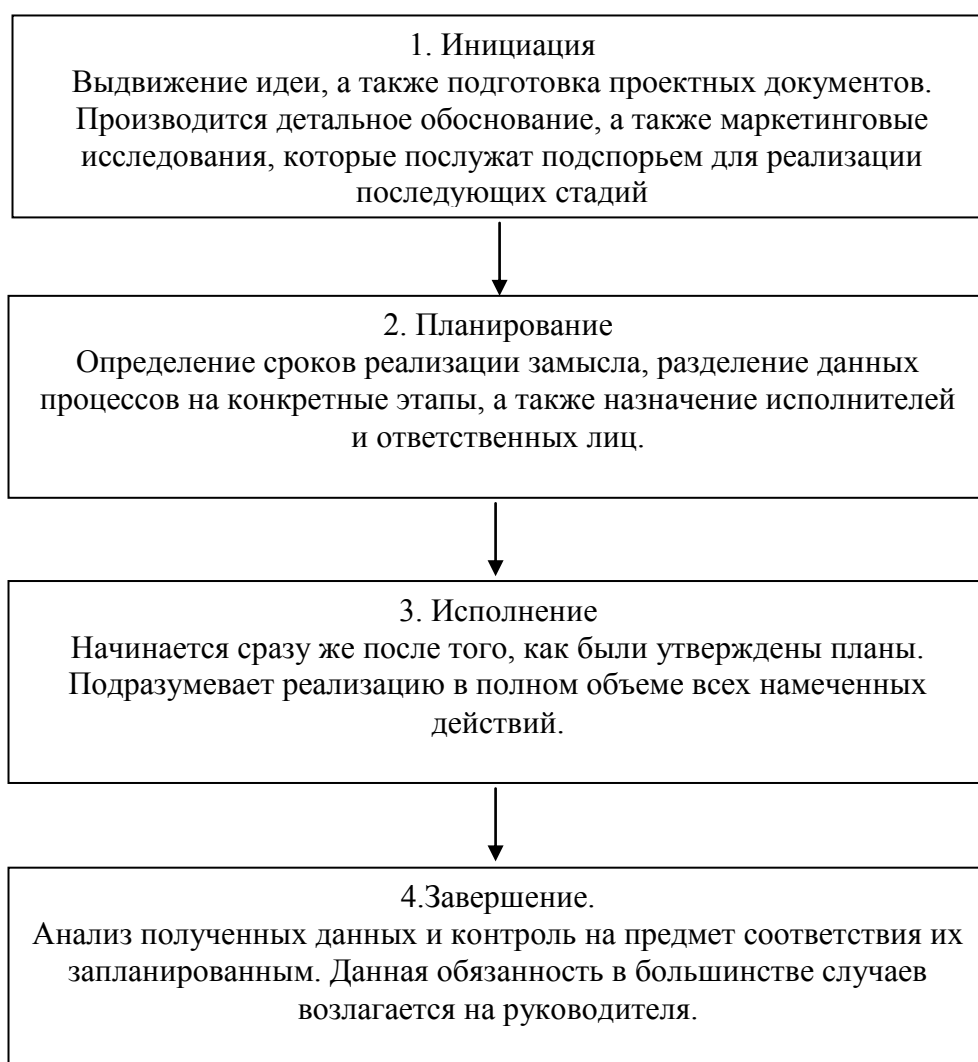 1. Инициация
Выдвижение идеи, а также подготовка проектных документов.
Производится детальное обоснование, а также маркетинговые
исследования, которые послужат подспорьем для реализации
последующих стадий
2. Планирование
Определение сроков реализации замысла, разделение данных
процессов на конкретные этапы, а также назначение исполнителей
и ответственных лиц.
3. Исполнение
Начинается сразу же после того, как были утверждены планы.
Подразумевает реализацию в полном объеме всех намеченных
действий.
4.Завершение.
Анализ полученных данных и контроль на предмет соответствия их
запланированным. Данная обязанность в большинстве случаев
возлагается на руководителя.